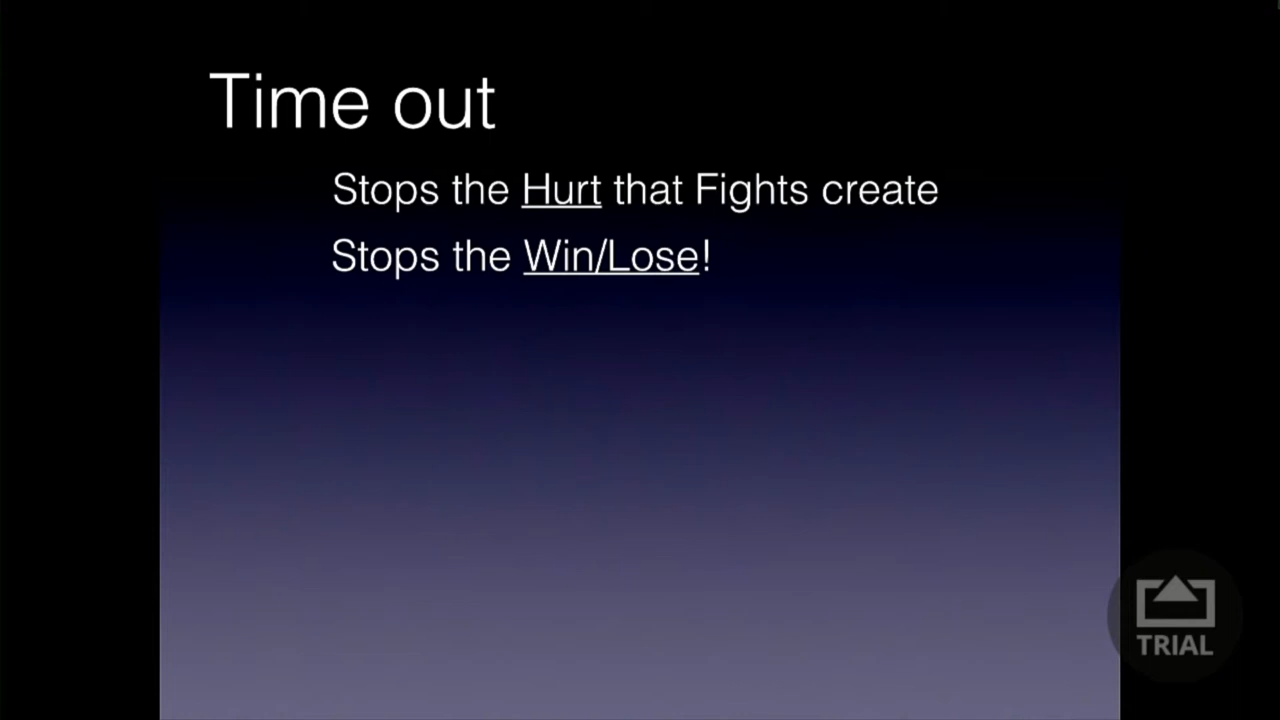 Time out
Stops the Hurt that Fights create
Stops the Win/Lose!
TRIAL